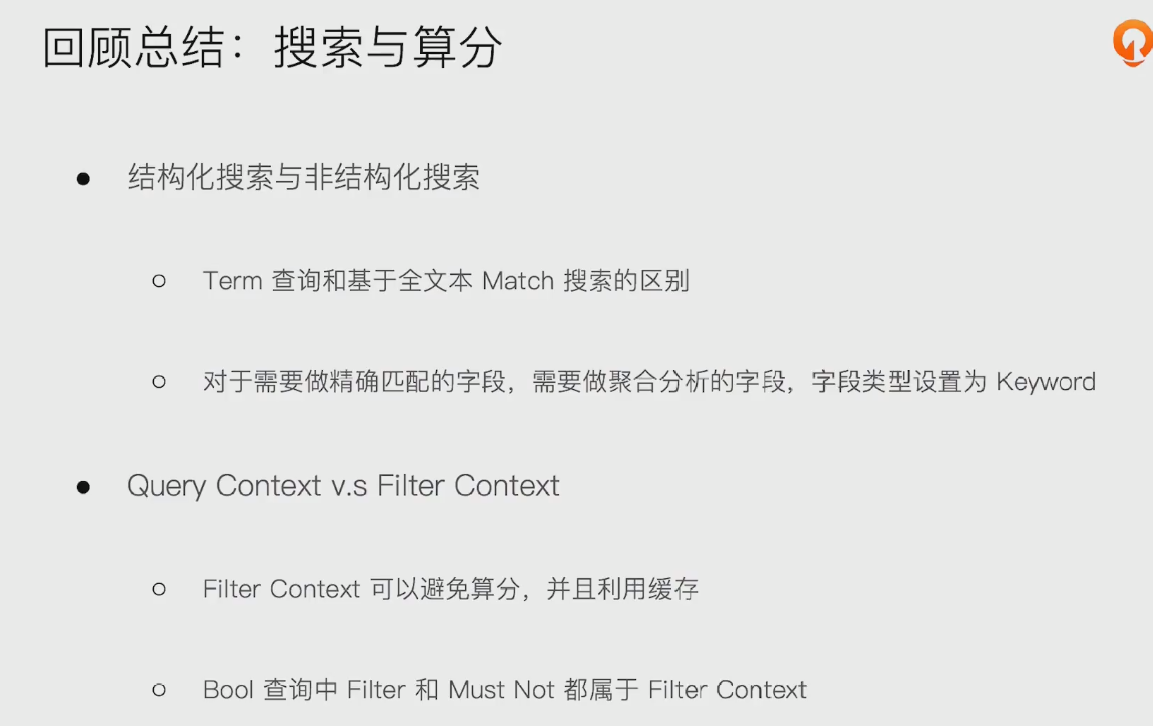 回顾总结：搜索与算分
● 结构化搜索与非结构化搜索
○ Term 查询和基于全文本 Match 搜索的区别
○ 对于需要做精确匹配的字段，需要做聚合分析的字段，字段类型设置为 Keyword
● Query Context v.s Filter Context
○ Filter Context 可以避免算分，并且利用缓存
○ Bool 查询中 Filter 和 Must Not 都属于 Filter Context